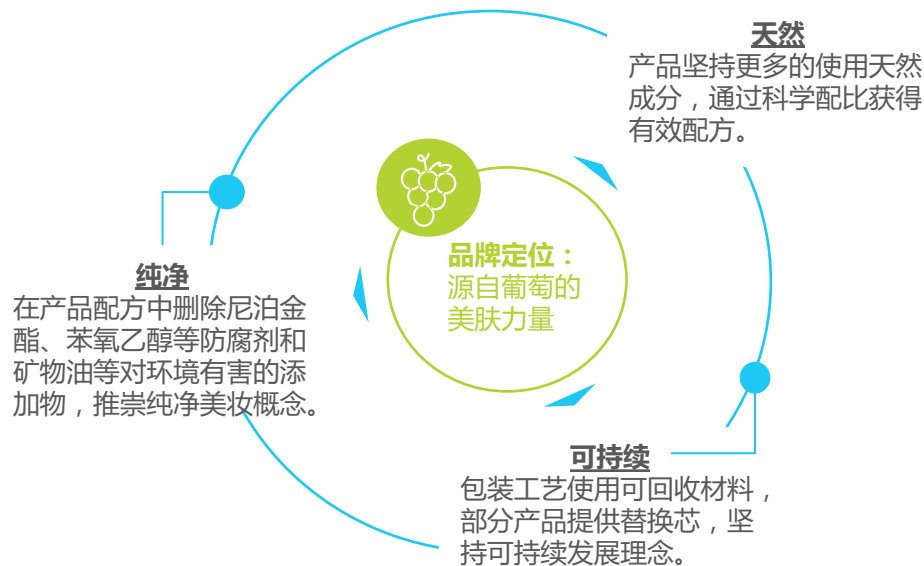 天然
产品坚持更多的使用天然
成分，通过科学配比获得
有效配方。
品牌定位：
源自葡萄的
美肤力量
纯净
在产品配方中删除尼泊金
酯、苯氧乙醇等防腐剂和
矿物油等对环境有害的添
加物，推崇纯净美妆概念。
可持续
包装工艺使用可回收材料，
部分产品提供替换芯，坚
持可持续发展理念。